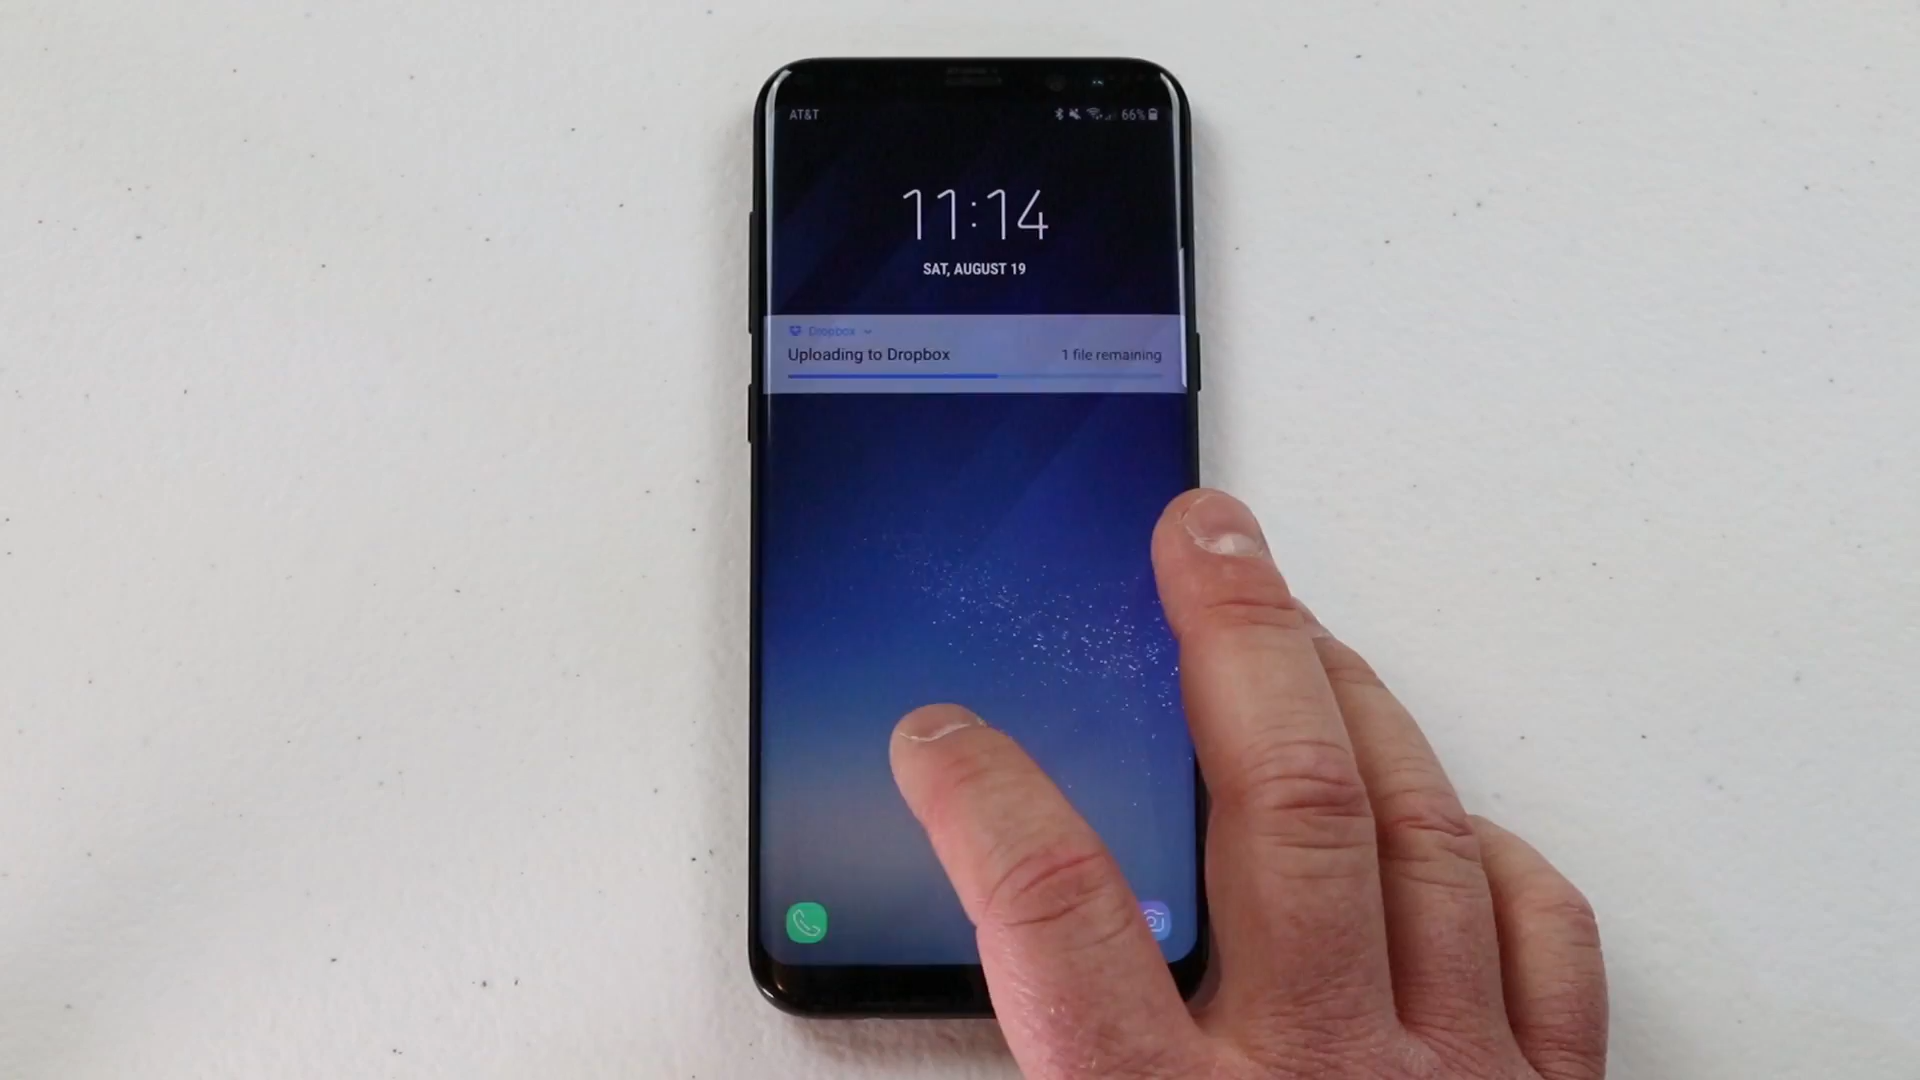 AT&T
66%
11:14
SAT, AUGUST 19
Dropbox
Uploading to Dropbox 1 file remaining